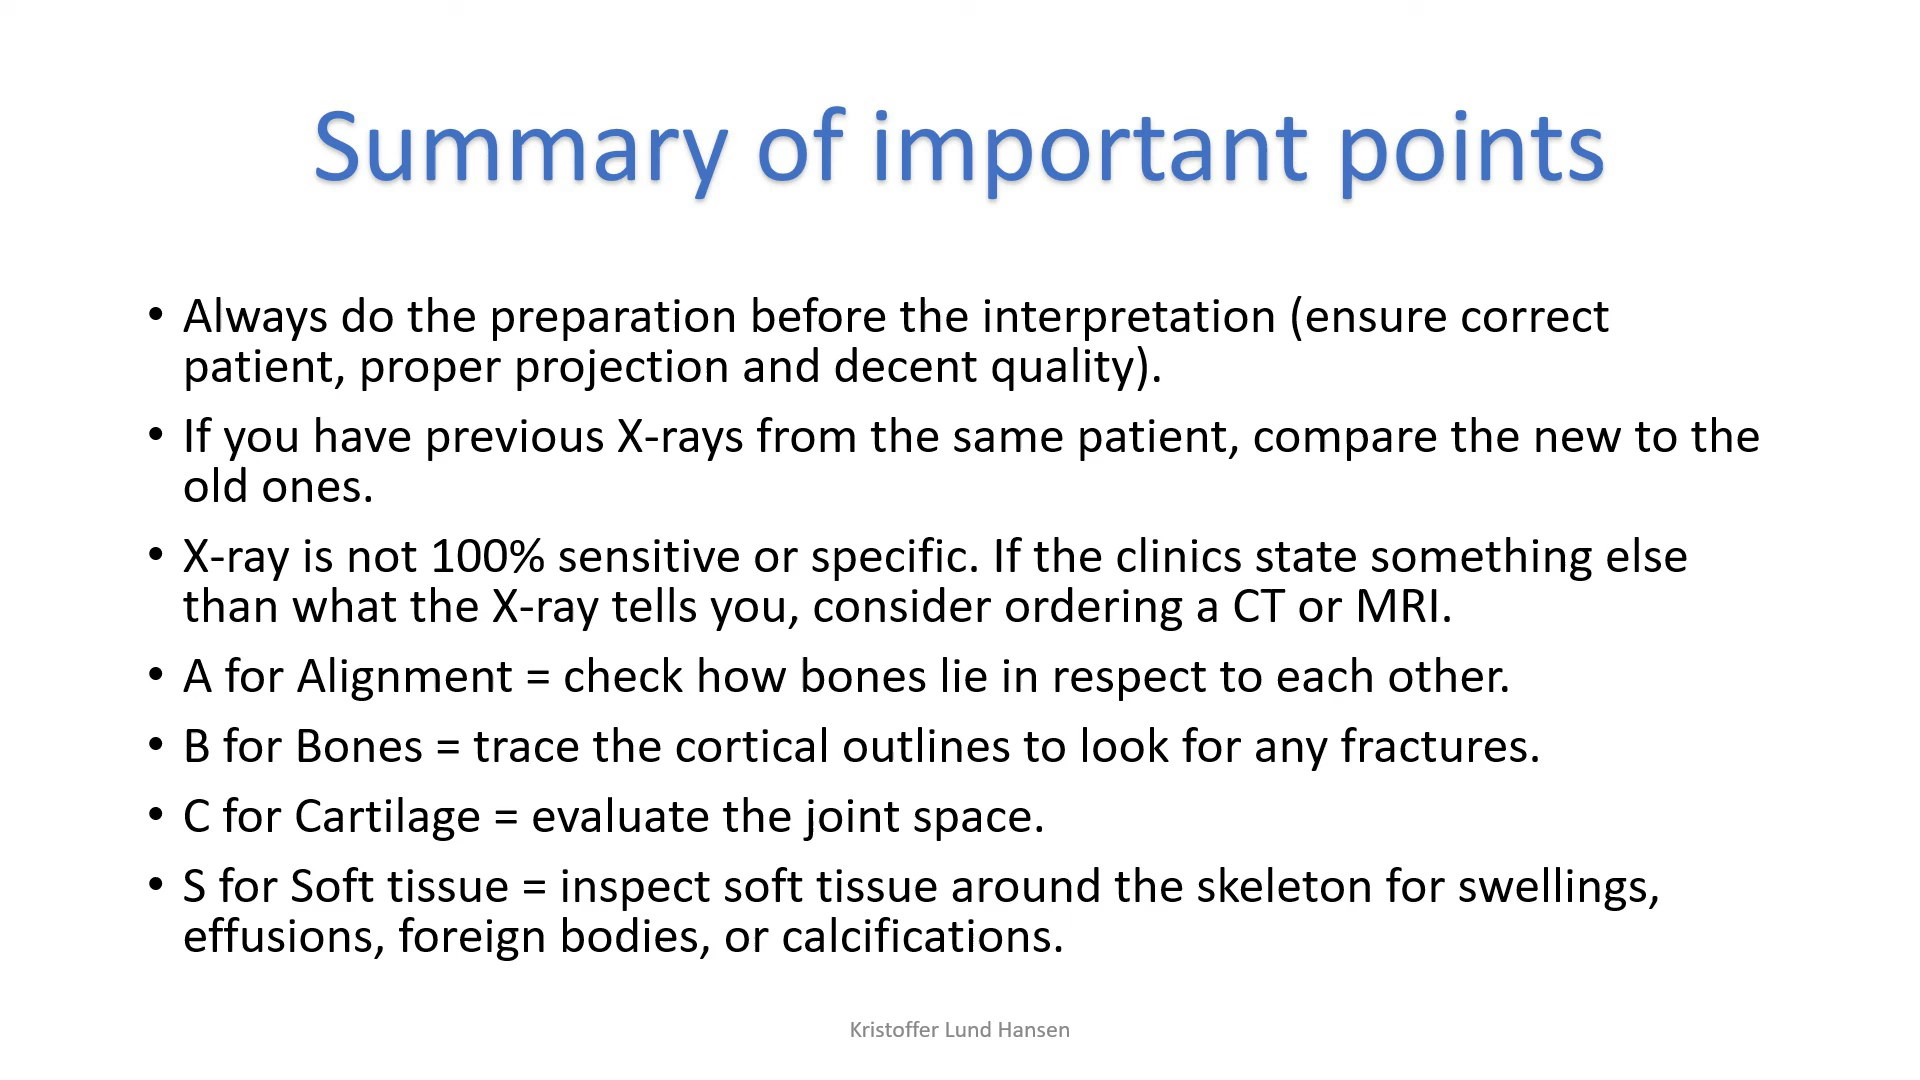 Summary of important points
• Always do the preparation before the interpretation (ensure correct
patient, proper projection and decent quality).
• If you have previous X-rays from the same patient, compare the new to the
old ones.
• X-ray is not 100% sensitive or specific. If the clinics state something else
than what the X-ray tells you, consider ordering a CT or MRI.
• A for Alignment = check how bones lie in respect to each other.
• B for Bones = trace the cortical outlines to look for any fractures.
• C for Cartilage = evaluate the joint space.
• S for Soft tissue = inspect soft tissue around the skeleton for swellings,
effusions, foreign bodies, or calcifications.
Kristoffer Lund Hansen